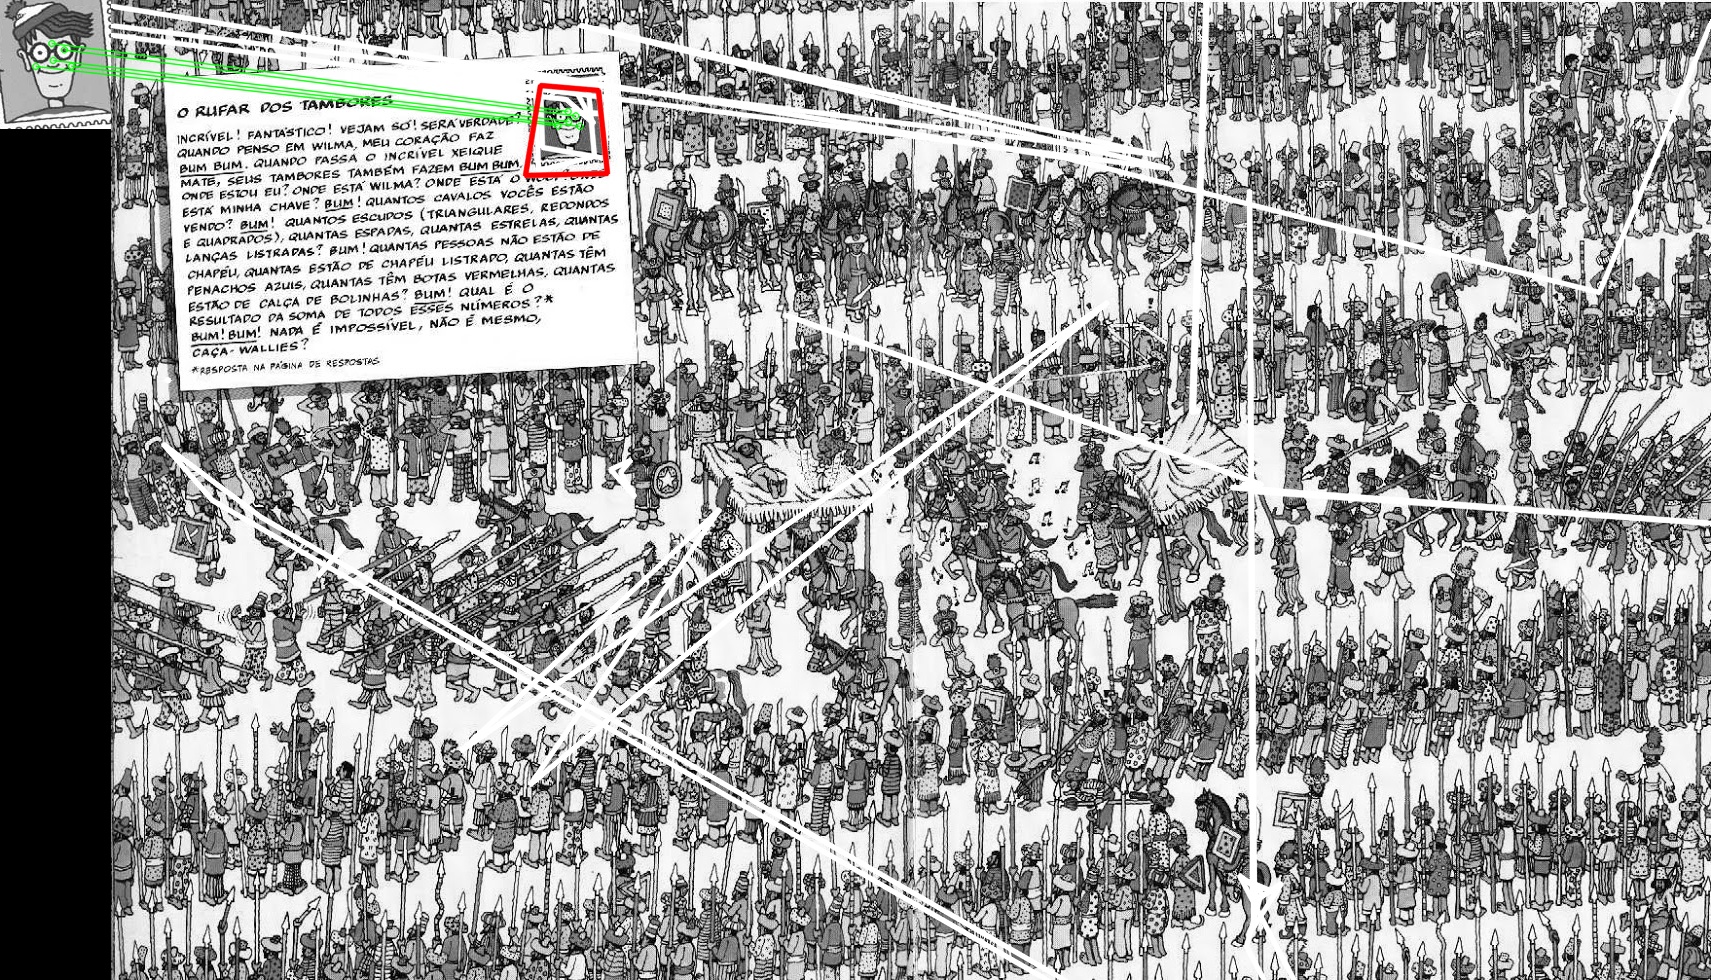 O RUFAR DOS TAMBORES
INCRÍVEL! FANTÁSTICO! VEJAM SÓ! SERÁ VERDADE?
QUANDO PENSO EM WILMA, MEU CORAÇÃO FAZ
BUM BUM. QUANDO PASSA O INCRÍVEL XEIQUE
MATE, SEUS TAMBORES TAMBÉM FAZEM BUM BUM.
ONDE ESTOU EU? ONDE ESTÁ WILMA? ONDE ESTÁ O
ESTÁ MINHA CHAVE? BUM! QUANTOS CAVALOS VOCÊS ESTÃO
VENDO? BUM! QUANTOS ESCUDOS (TRIANGULARES, REDONDOS
E QUADRADOS), QUANTAS ESPADAS, QUANTAS ESTRELAS, QUANTAS
LANÇAS LISTRADAS? BUM! QUANTAS PESSOAS NÃO ESTÃO DE
CHAPÉU, QUANTAS ESTÃO DE CHAPÉU LISTRADO, QUANTAS TÊM
PENACHOS AZUIS, QUANTAS TÊM BOTAS VERMELHAS, QUANTAS
ESTÃO DE CALÇA DE BOLINHAS? BUM! QUAL É O
RESULTADO DA SOMA DE TODOS ESSES NÚMEROS?*
BUM! BUM! NADA É IMPOSSÍVEL, NÃO É MESMO,
CAÇA-WALLIES?
*RESPOSTA NA PÁGINA DE RESPOSTAS